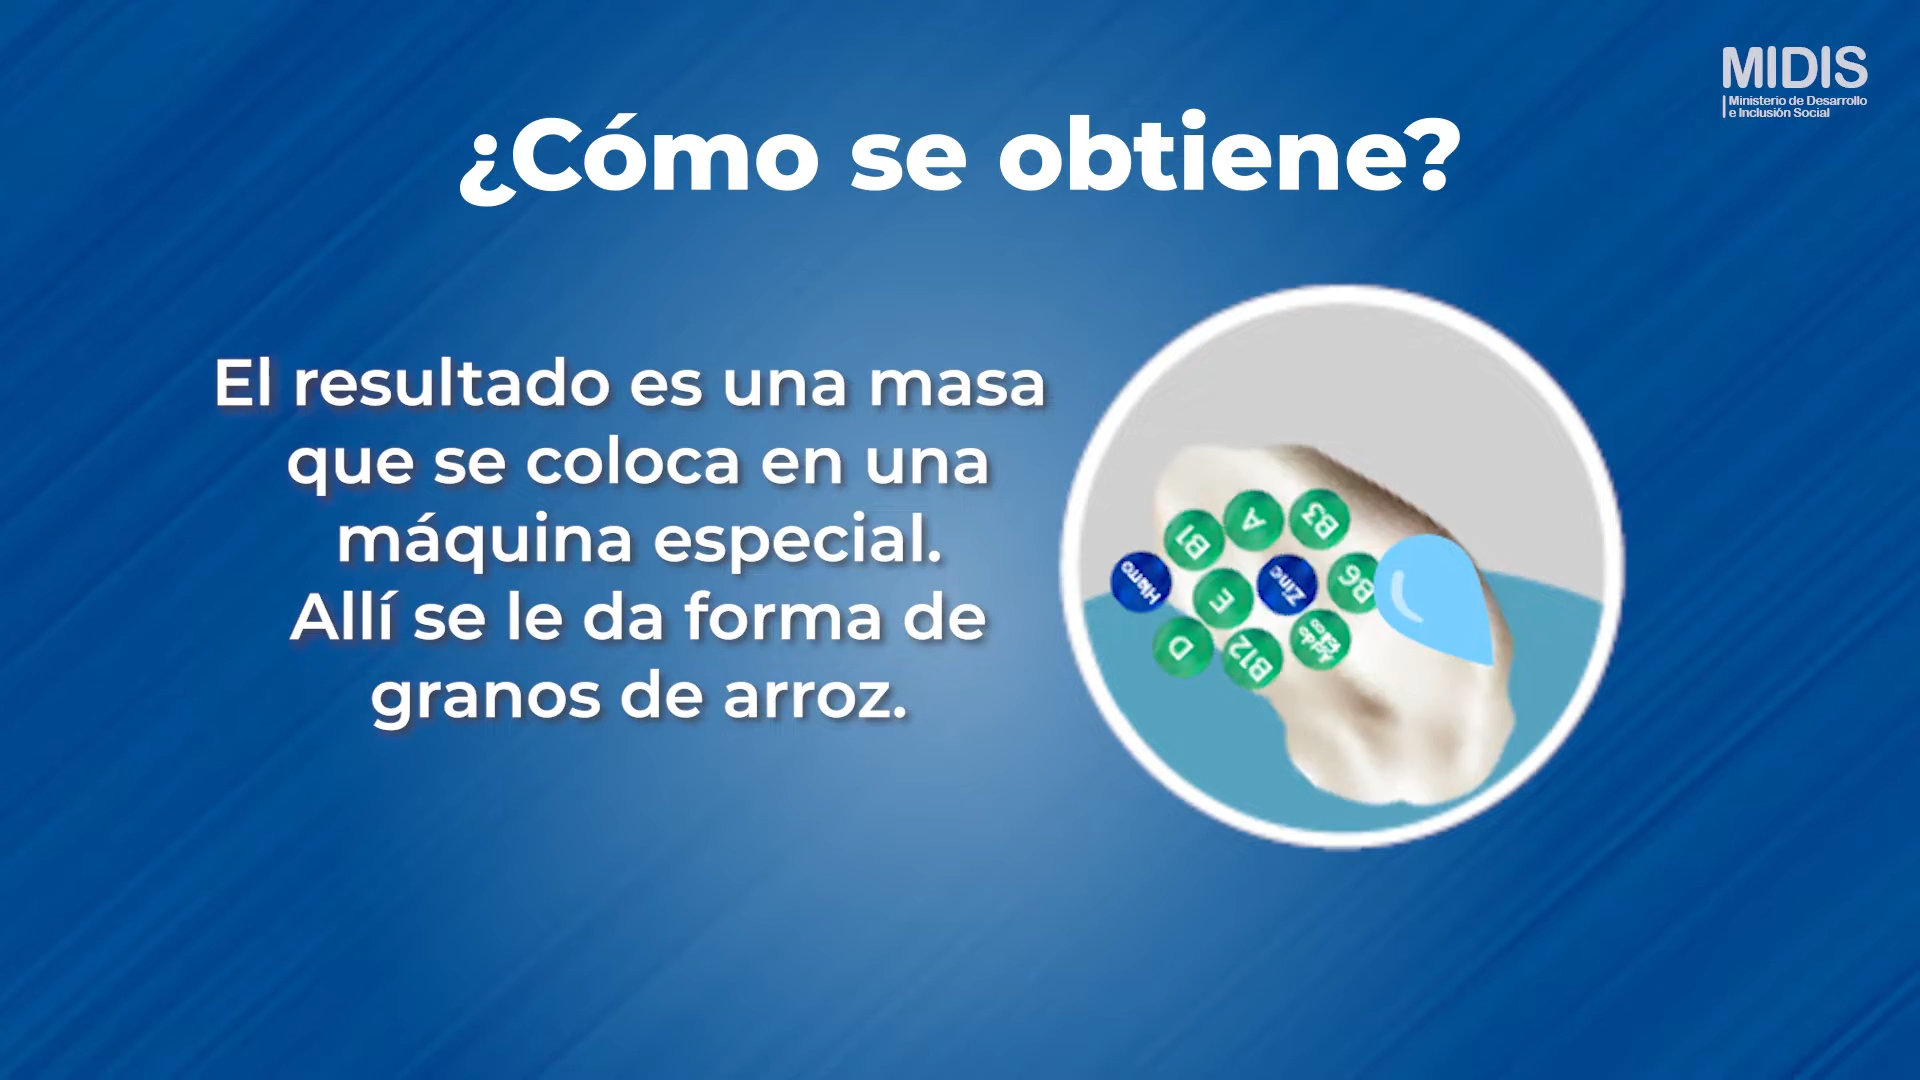 MIDIS
Ministerio de Desarrollo
e Inclusión Social
¿Cómo se obtiene?
El resultado es una masa
que se coloca en una
máquina especial.
Allí se le da forma de
granos de arroz.
B1
A
B3
E
Zinc
B6
D
B12
Ácido